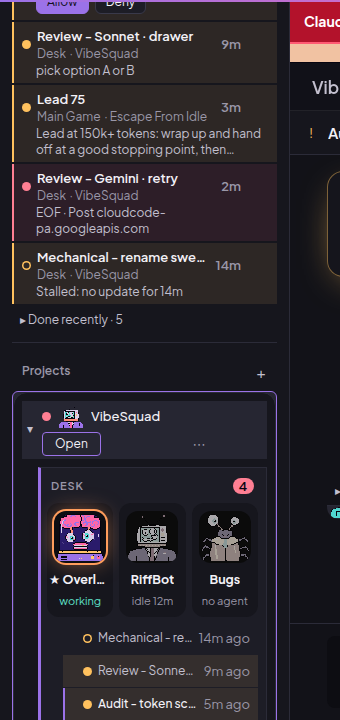 Allow Deny
Review - Sonnet · drawer 9m
Desk · VibeSquad
pick option A or B
Lead 75 3m
Main Game · Escape From Idle
Lead at 150k+ tokens: wrap up and hand
off at a good stopping point, then…
Review - Gemini · retry 2m
Desk · VibeSquad
EOF · Post cloudcode-
pa.googleapis.com
Mechanical - rename swe… 14m
Desk · VibeSquad
Stalled: no update for 14m
▸ Done recently · 5
Projects +
▾ VibeSquad
Open ···
DESK 4
★ Overl… RiffBot Bugs
working idle 12m no agent
Mechanical - re… 14m ago
Review - Sonne… 9m ago
Audit - token sc… 5m ago
Claud
Vib
! Au